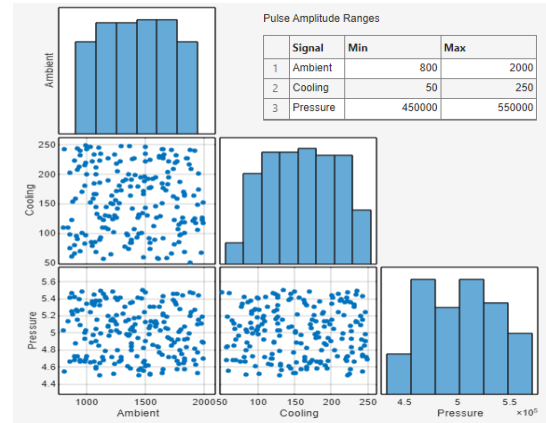 Pulse Amplitude Ranges
Signal Min Max
1 Ambient 800 2000
2 Cooling 50 250
3 Pressure 450000 550000
Ambient
250
200
150
100
50
Cooling
5.6
5.4
5.2
5
4.8
4.6
4.4
Pressure
1000 1500 2000
50 100 150 200 250
4.5 5 5.5
×10⁵
Ambient Cooling Pressure